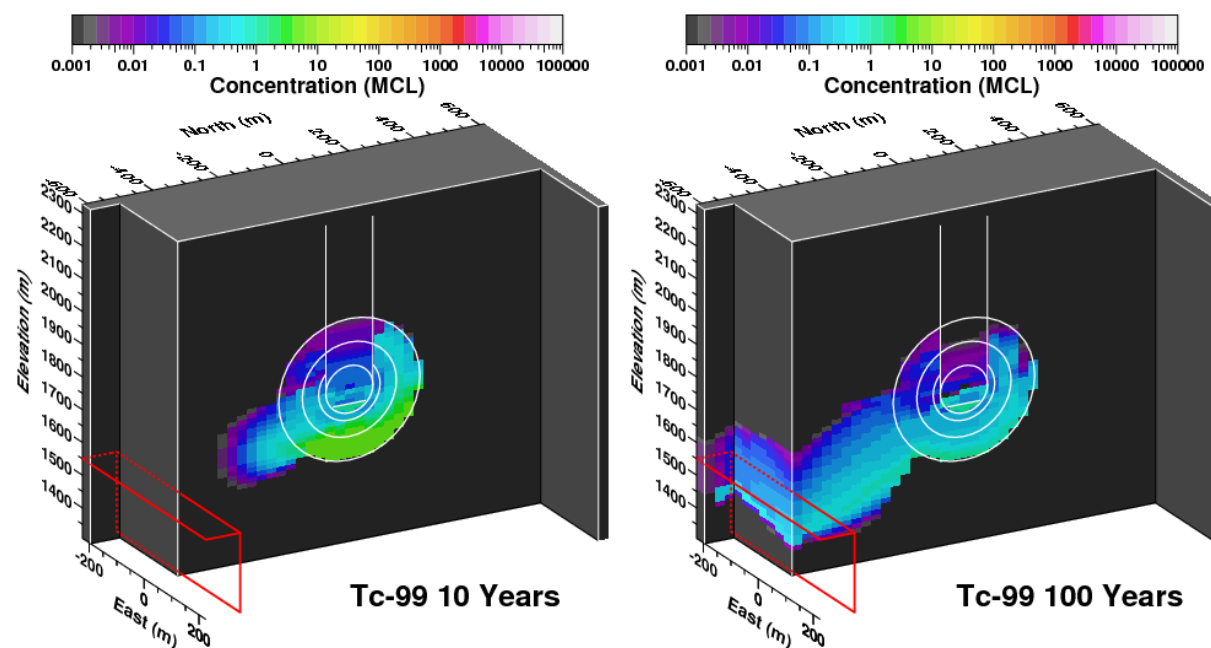 0.001 0.01 0.1 1 10 100 1000 10000 100000
Concentration (MCL)
North (m)
-600 -400 -200 0 200 400 600
Elevation (m)
2300
2200
2100
2000
1900
1800
1700
1600
1500
1400
-200 0 200
East (m)
Tc-99 10 Years
0.001 0.01 0.1 1 10 100 1000 10000 100000
Concentration (MCL)
North (m)
-600 -400 -200 0 200 400 600
Elevation (m)
2300
2200
2100
2000
1900
1800
1700
1600
1500
1400
-200 0 200
East (m)
Tc-99 100 Years